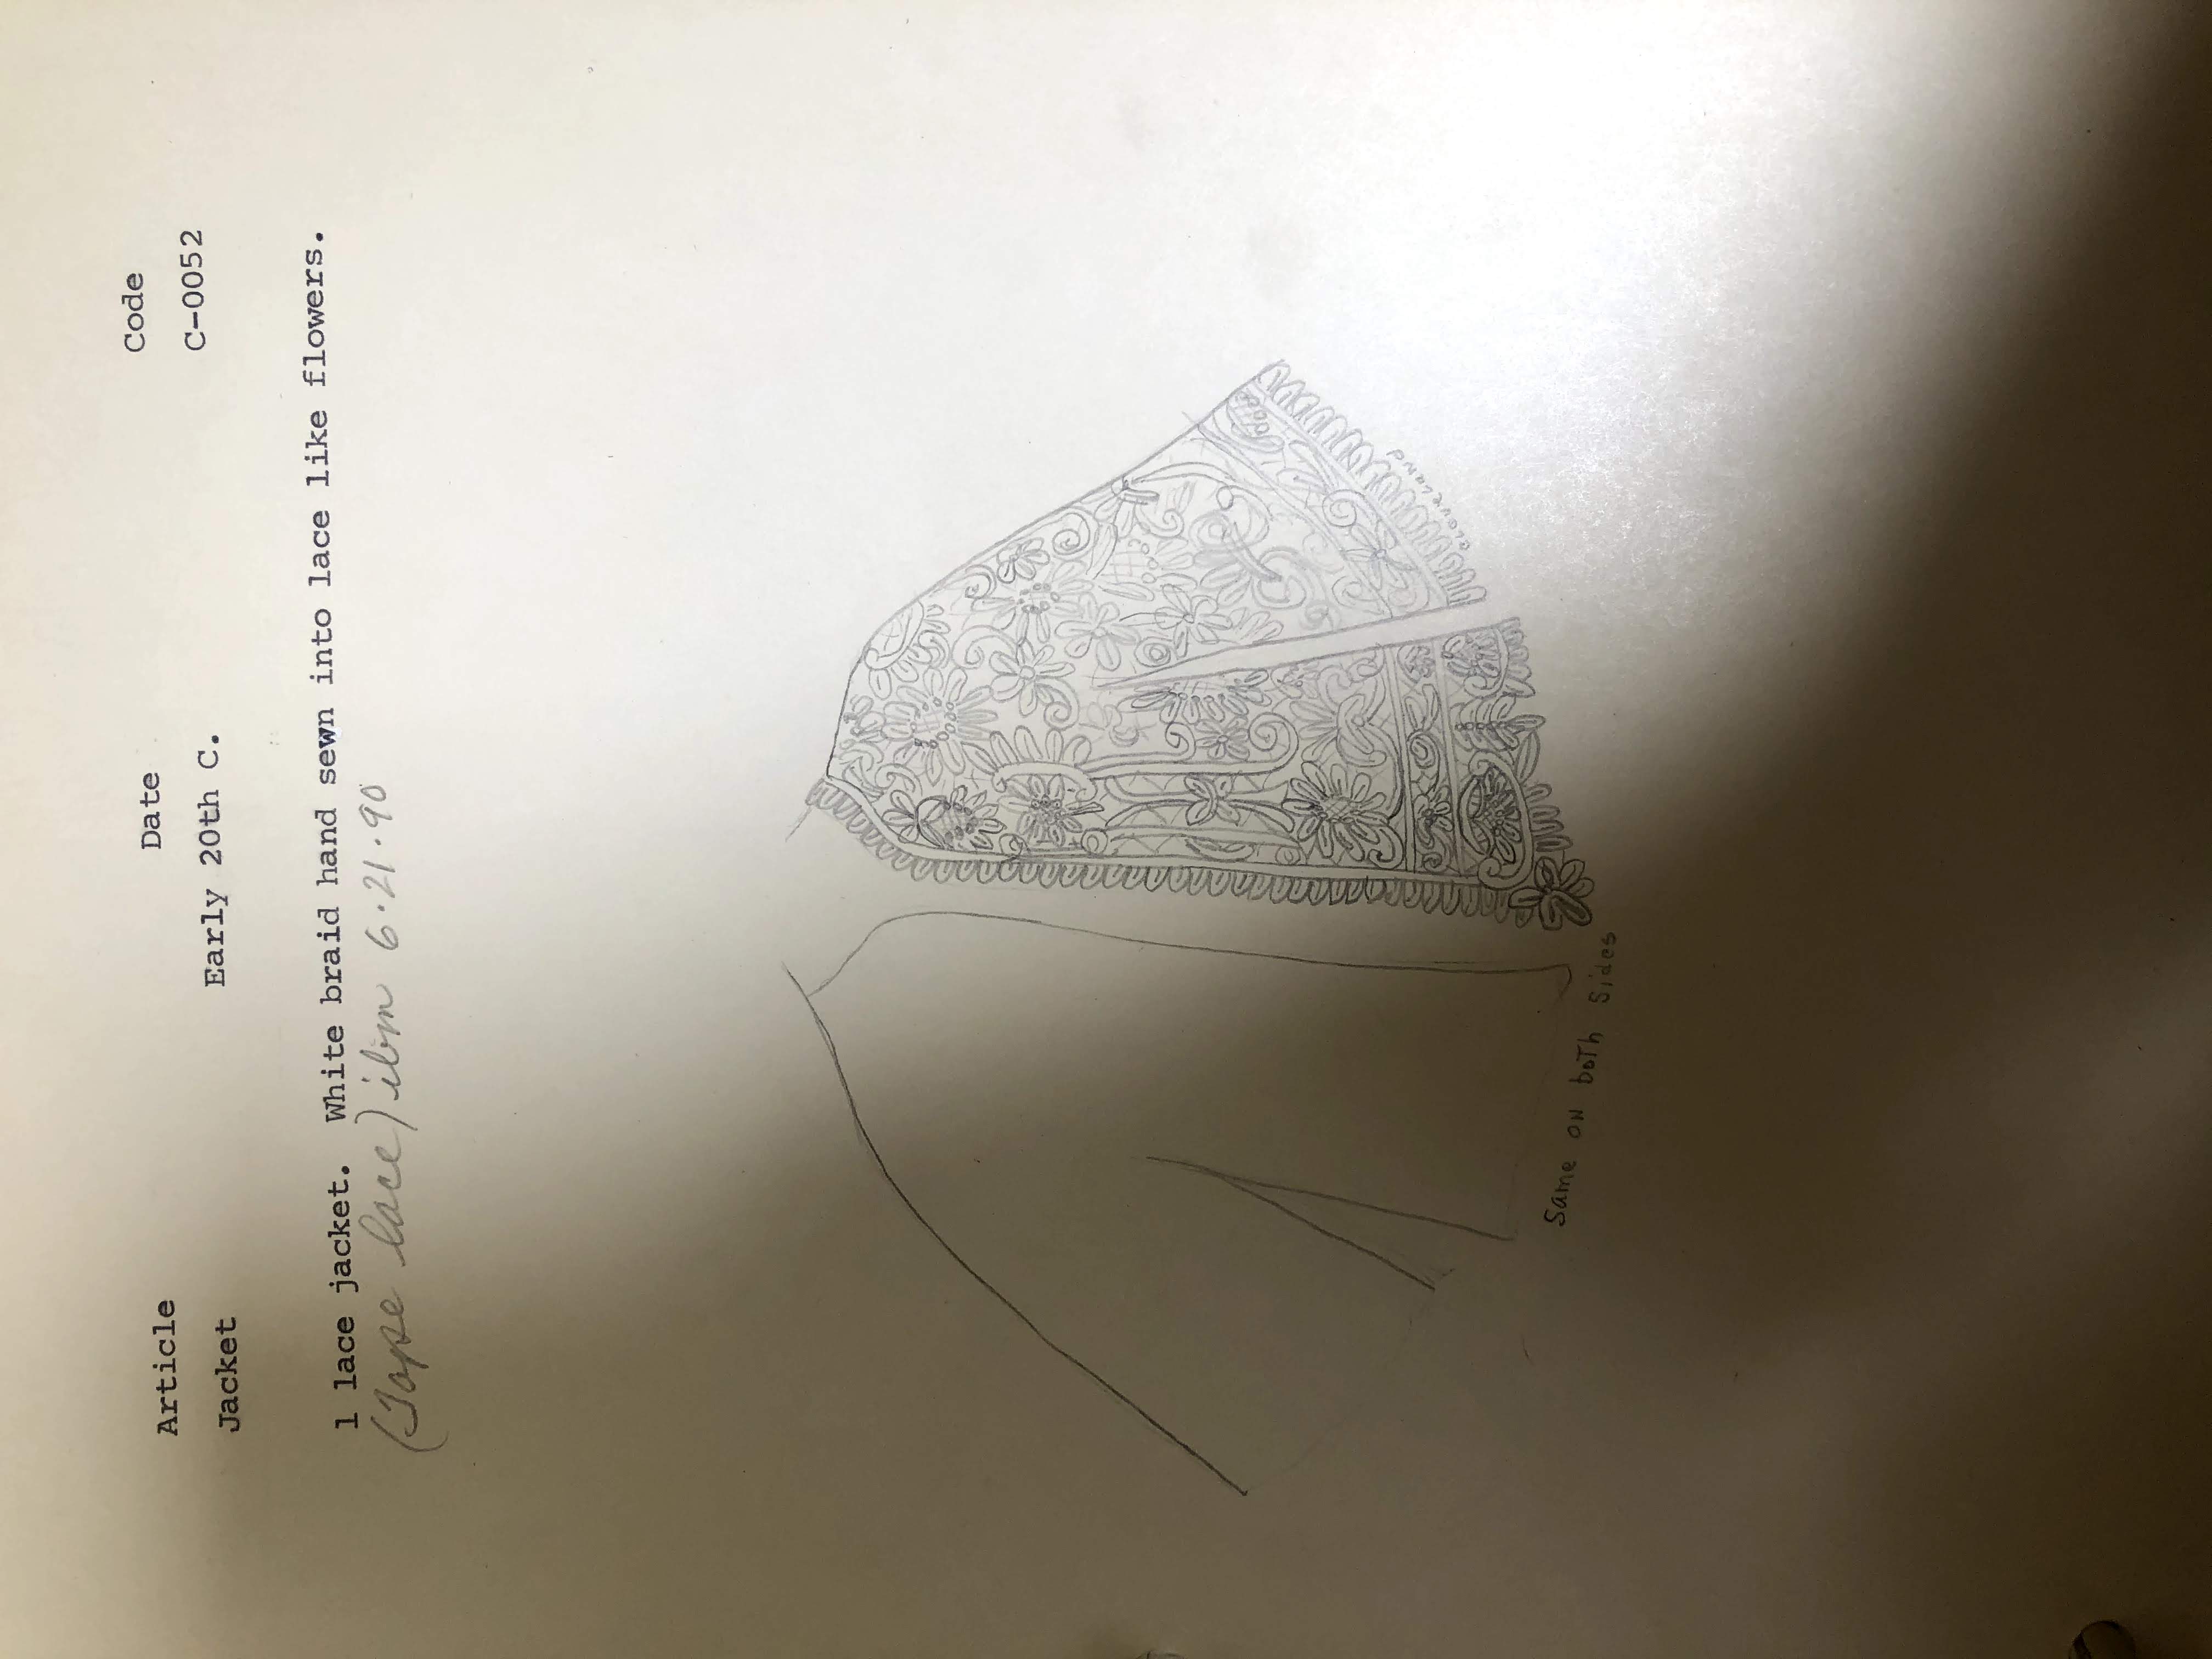 Article Date Code
Jacket Early 20th C. C-0052
1 lace jacket. White braid hand sewn into lace like flowers.
(Tape lace) ibm 6.21.90
Cleveland
Same on both sides